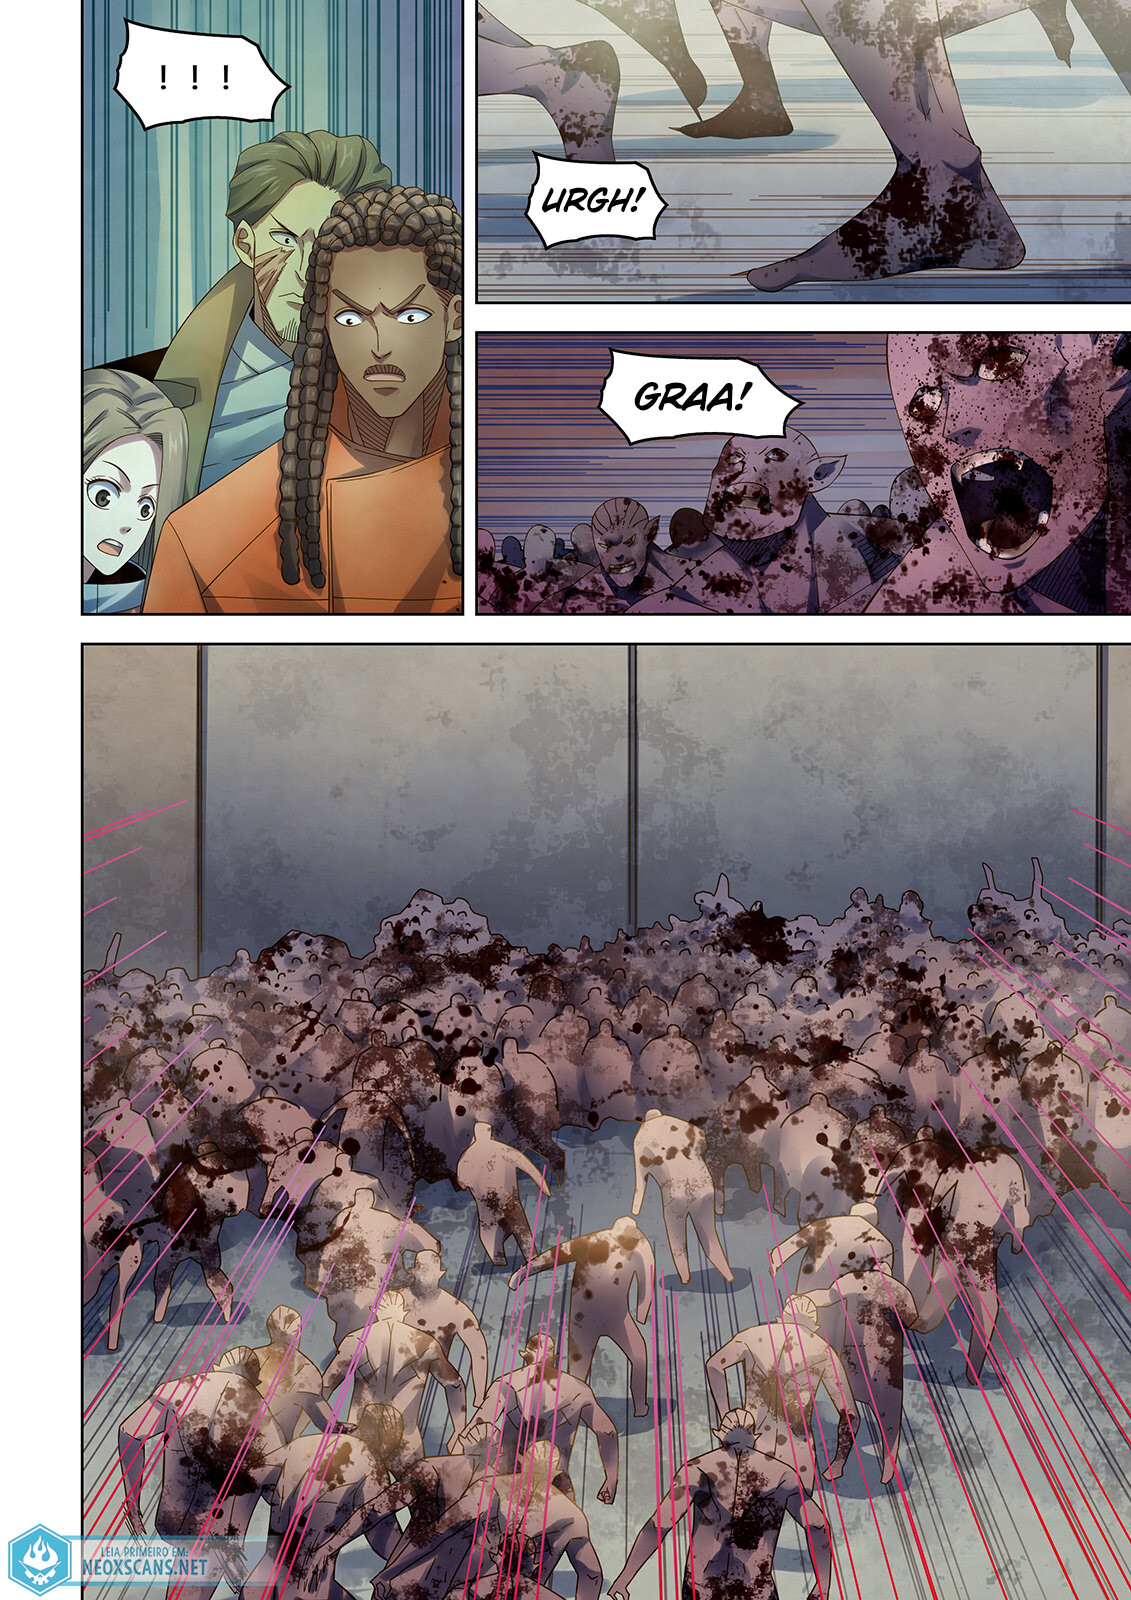 ! ! !
URGH!
GRAA!
LEIA PRIMEIRO EM:
NEOXSCANS.NET